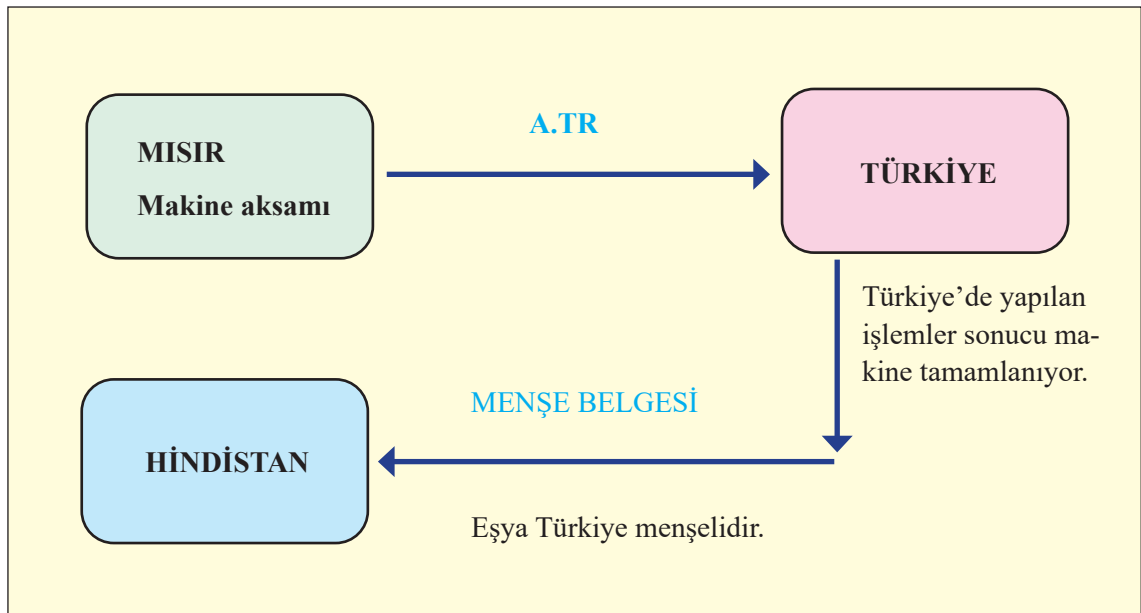 MISIR
Makine aksamı
A.TR
TÜRKİYE
Türkiye’de yapılan
işlemler sonucu ma-
kine tamamlanıyor.
MENŞE BELGESİ
HİNDİSTAN
Eşya Türkiye menşelidir.